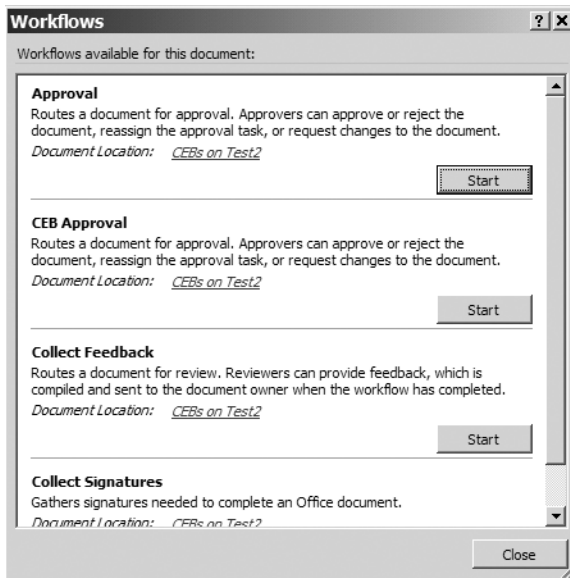 Workflows
? X
Workflows available for this document:
Approval
Routes a document for approval. Approvers can approve or reject the
document, reassign the approval task, or request changes to the document.
Document Location: CEBs on Test2
Start
CEB Approval
Routes a document for approval. Approvers can approve or reject the
document, reassign the approval task, or request changes to the document.
Document Location: CEBs on Test2
Start
Collect Feedback
Routes a document for review. Reviewers can provide feedback, which is
compiled and sent to the document owner when the workflow has completed.
Document Location: CEBs on Test2
Start
Collect Signatures
Gathers signatures needed to complete an Office document.
Document Location: CEBs on Test2
Close